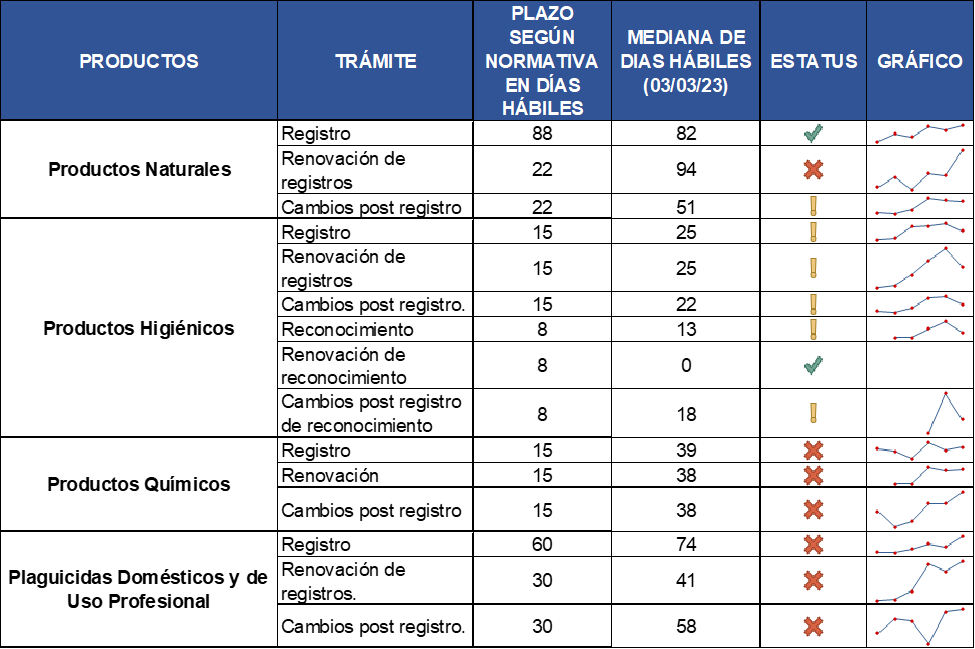 PRODUCTOS TRÁMITE PLAZO SEGÚN NORMATIVA EN DÍAS HÁBILES MEDIANA DE DIAS HÁBILES (03/03/23) ESTATUS GRÁFICO
Productos Naturales
Registro 88 82
Renovación de registros 22 94
Cambios post registro 22 51
Productos Higiénicos
Registro 15 25
Renovación de registros 15 25
Cambios post registro. 15 22
Reconocimiento 8 13
Renovación de reconocimiento 8 0
Cambios post registro de reconocimiento 8 18
Productos Químicos
Registro 15 39
Renovación 15 38
Cambios post registro 15 38
Plaguicidas Domésticos y de Uso Profesional
Registro 60 74
Renovación de registros. 30 41
Cambios post registro. 30 58